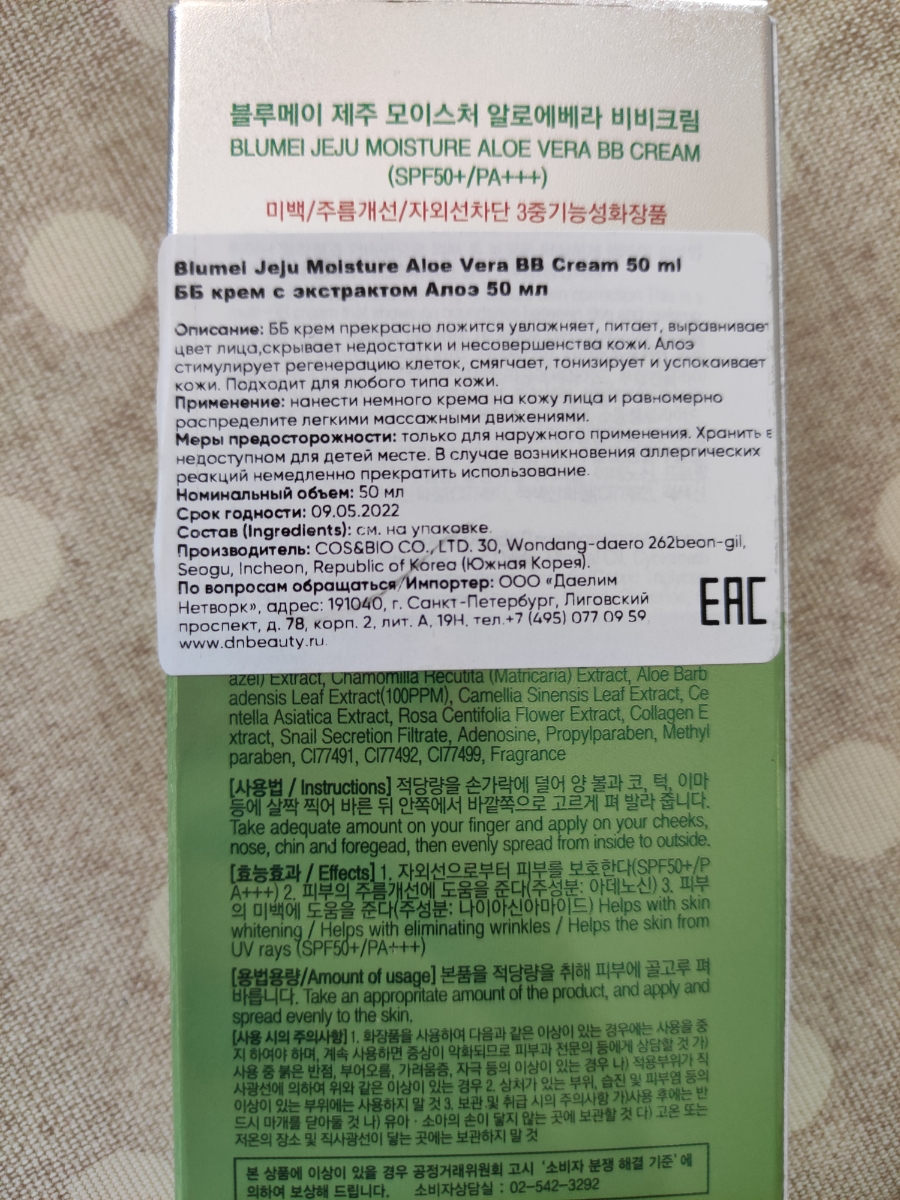 블루메이 제주 모이스처 알로에베라 비비크림
BLUMEI JEJU MOISTURE ALOE VERA BB CREAM
(SPF50+/PA+++)
미백/주름개선/자외선차단 3중기능성화장품
Blumei Jeju Moisture Aloe Vera BB Cream 50 ml
ББ крем с экстрактом Алоэ 50 мл
Описание: ББ крем прекрасно ложится увлажняет, питает, выравнивает
цвет лица,скрывает недостатки и несовершенства кожи. Алоэ
стимулирует регенерацию клеток, смягчает, тонизирует и успокаивает
кожи. Подходит для любого типа кожи.
Применение: нанести немного крема на кожу лица и равномерно
распределите легкими массажными движениями.
Меры предосторожности: только для наружного применения. Хранить в
недоступном для детей месте. В случае возникновения аллергических
реакций немедленно прекратить использование.
Номинальный объем: 50 мл
Срок годности: 09.05.2022
Состав (Ingredients): см. на упаковке.
Производитель: COS&BIO CO., LTD. 30, Wondang-daero 262beon-gil,
Seogu, Incheon, Republic of Korea (Южная Корея).
По вопросам обращаться/Импортер: ООО «Даелим
Нетворк», адрес: 191040, г. Санкт-Петербург, Лиговский
проспект, д. 78, корп. 2, лит. А, 19Н, тел.+7 (495) 077 09 59
www.dnbeauty.ru
EAC
azel) Extract, Chamomilla Recutita (Matricaria) Extract, Aloe Barb
adensis Leaf Extract(100PPM), Camellia Sinensis Leaf Extract, Ce
ntella Asiatica Extract, Rosa Centifolia Flower Extract, Collagen E
xtract, Snail Secretion Filtrate, Adenosine, Propylparaben, Methyl
paraben, CI77491, CI77492, CI77499, Fragrance
[사용법 / Instructions] 적당량을 손가락에 덜어 양 볼과 코, 턱, 이마
등에 살짝 찍어 바른 뒤 안쪽에서 바깥쪽으로 고르게 펴 발라 줍니다.
Take adequate amount on your finger and apply on your cheeks,
nose, chin and foregead, then evenly spread from inside to outside.
[효능효과 / Effects] 1. 자외선으로부터 피부를 보호한다(SPF50+/P
A+++) 2. 피부의 주름개선에 도움을 준다(주성분: 아데노신) 3. 피부
의 미백에 도움을 준다(주성분: 나이아신아마이드) Helps with skin
whitening / Helps with eliminating wrinkles / Helps the skin from
UV rays (SPF50+/PA+++)
[용법용량/Amount of usage] 본품을 적당량을 취해 피부에 골고루 펴
바릅니다. Take an appropritate amount of the product, and apply and
spread evenly to the skin.
[사용 시의 주의사항] 1. 화장품을 사용하여 다음과 같은 이상이 있는 경우에는 사용을 중
지 하여야 하며, 계속 사용하면 증상이 악화되므로 피부과 전문의 등에게 상담할 것 가)
사용 중 붉은 반점, 부어오름, 가려움증, 자극 등의 이상이 있는 경우 나) 적용부위가 직
사광선에 의하여 위와 같은 이상이 있는 경우 2. 상처가 있는 부위, 습진 및 피부염 등의
이상이 있는 부위에는 사용하지 말 것 3. 보관 및 취급 시의 주의사항 가)사용 후에는 반
드시 마개를 닫아둘 것 나) 유아 · 소아의 손이 닿지 않는 곳에 보관할 것 다) 고온 또는
저온의 장소 및 직사광선이 닿는 곳에는 보관하지 말 것
본 상품에 이상이 있을 경우 공정거래위원회 고시 '소비자 분쟁 해결 기준'에
의하여 보상해 드립니다. 소비자상담실 : 02-542-3292